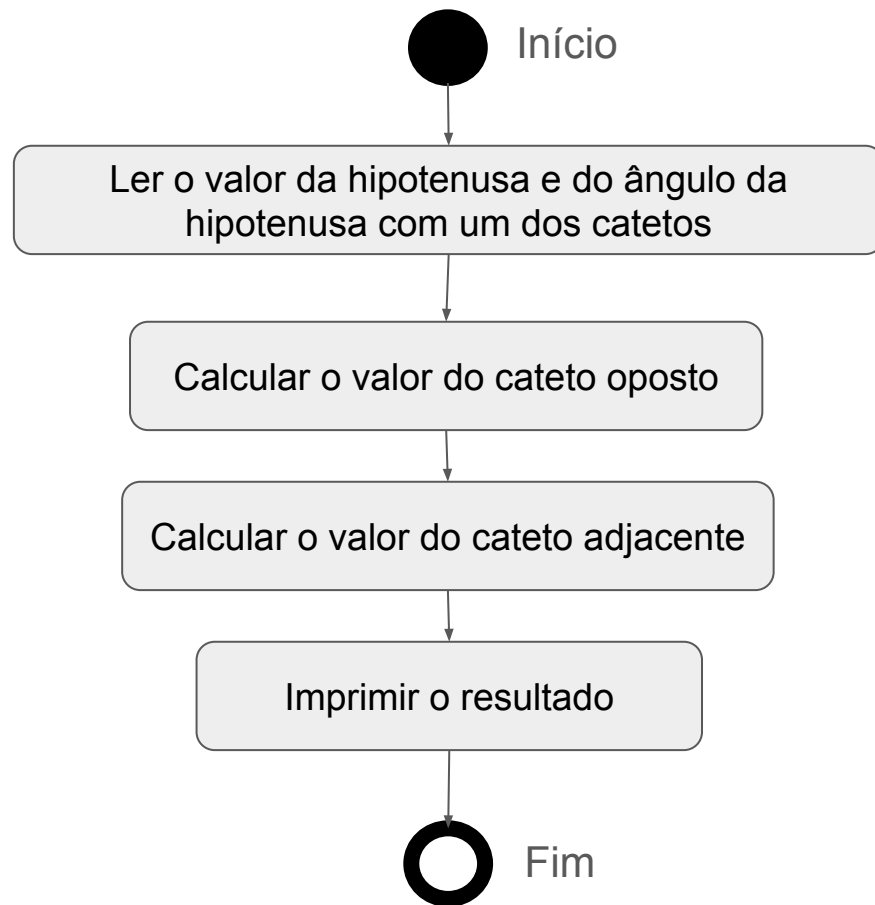 Início
Ler o valor da hipotenusa e do ângulo da
hipotenusa com um dos catetos
Calcular o valor do cateto oposto
Calcular o valor do cateto adjacente
Imprimir o resultado
Fim